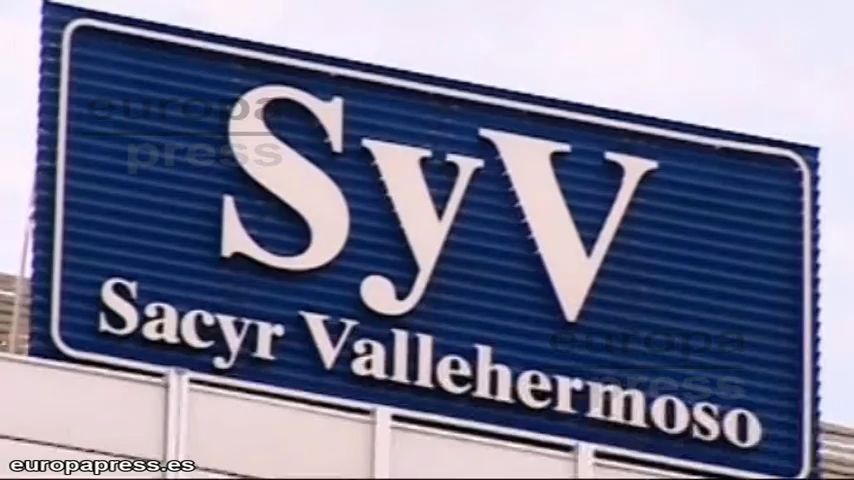 europa
press
SyV
Sacyr Vallehermoso
europa
press
europapress.es